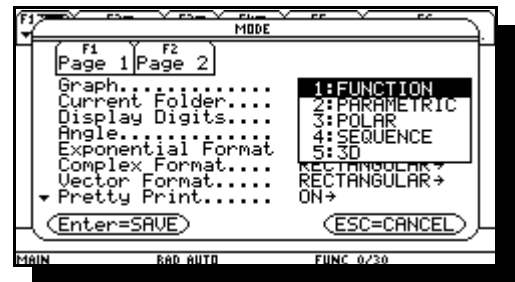 MODE
F1 F2
Page 1 Page 2
Graph.............
Current Folder....
Display Digits....
Angle.............
Exponential Format
Complex Format.... RECTANGULAR→
Vector Format..... RECTANGULAR→
Pretty Print...... ON→
1:FUNCTION
2:PARAMETRIC
3:POLAR
4:SEQUENCE
5:3D
Enter=SAVE ESC=CANCEL
MAIN RAD AUTO FUNC 0/30